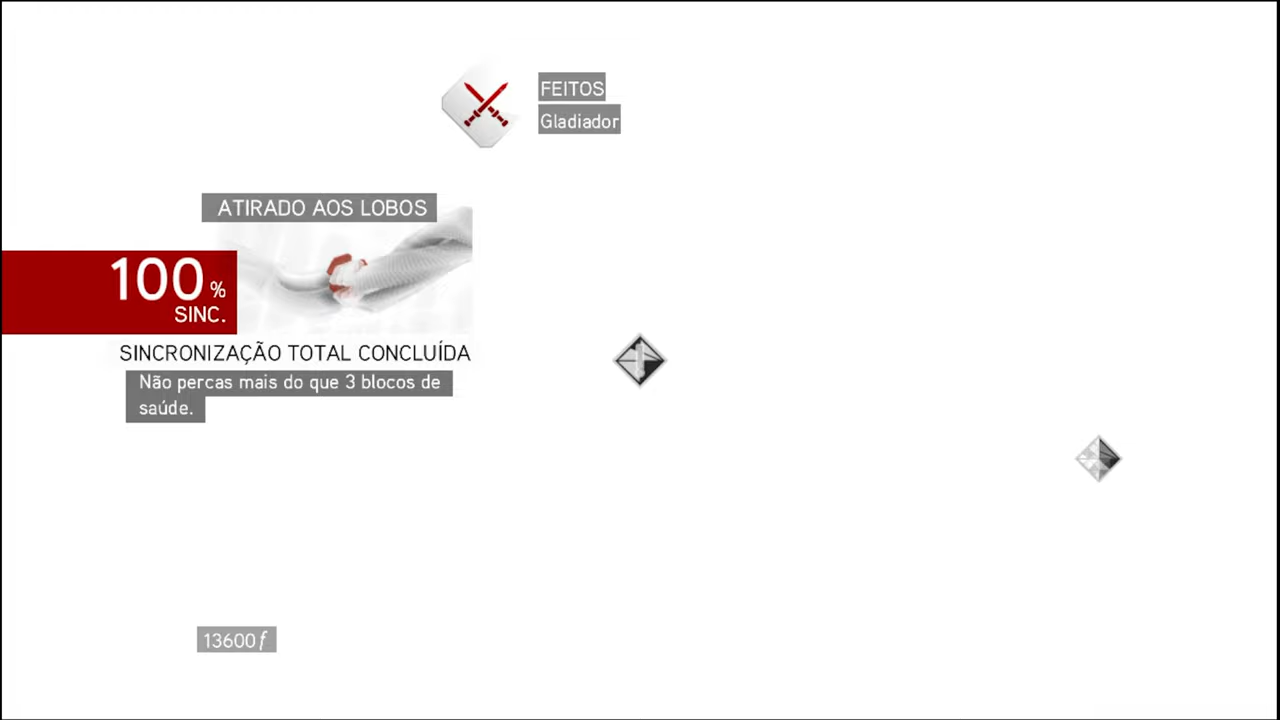 FEITOS
Gladiador
ATIRADO AOS LOBOS
100 %
SINC.
SINCRONIZAÇÃO TOTAL CONCLUÍDA
Não percas mais do que 3 blocos de
saúde.
13600 ƒ